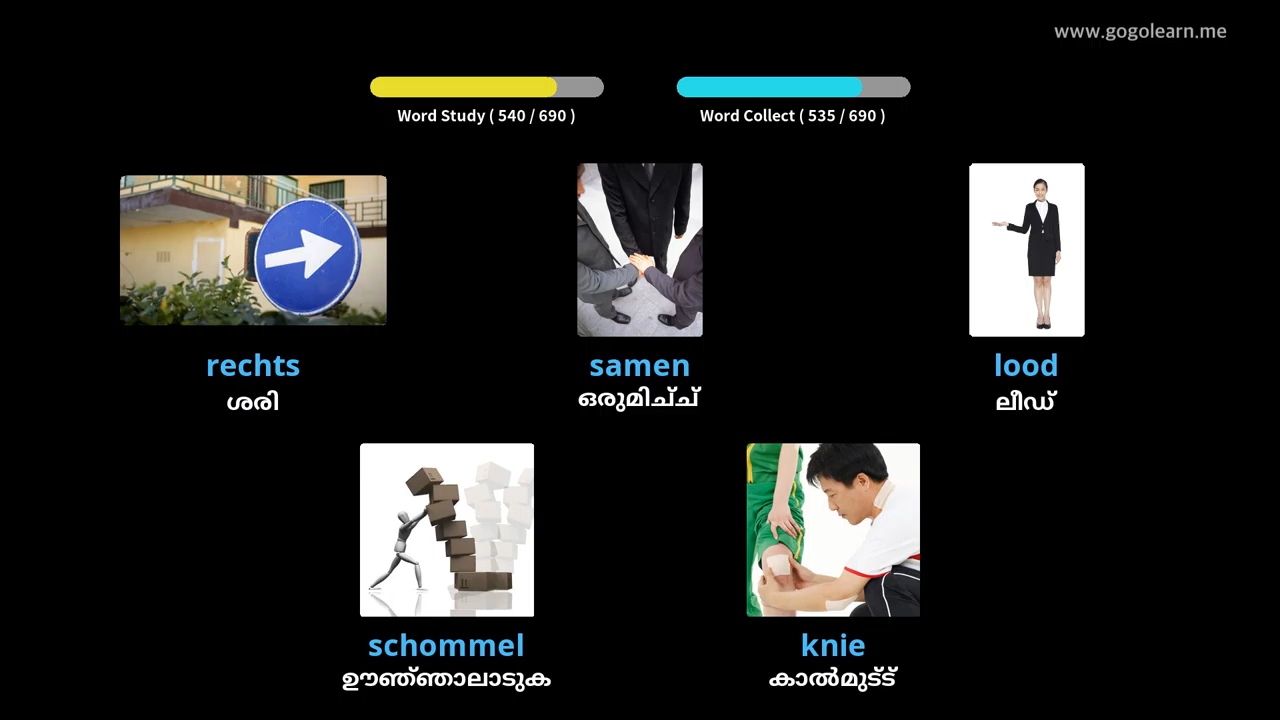 www.gogolearn.me
Word Study ( 540 / 690 )
Word Collect ( 535 / 690 )
rechts
ശരി
samen
ഒരുമിച്ച്
lood
ലീഡ്
schommel
ഊഞ്ഞാലാടുക
knie
കാൽമുട്ട്